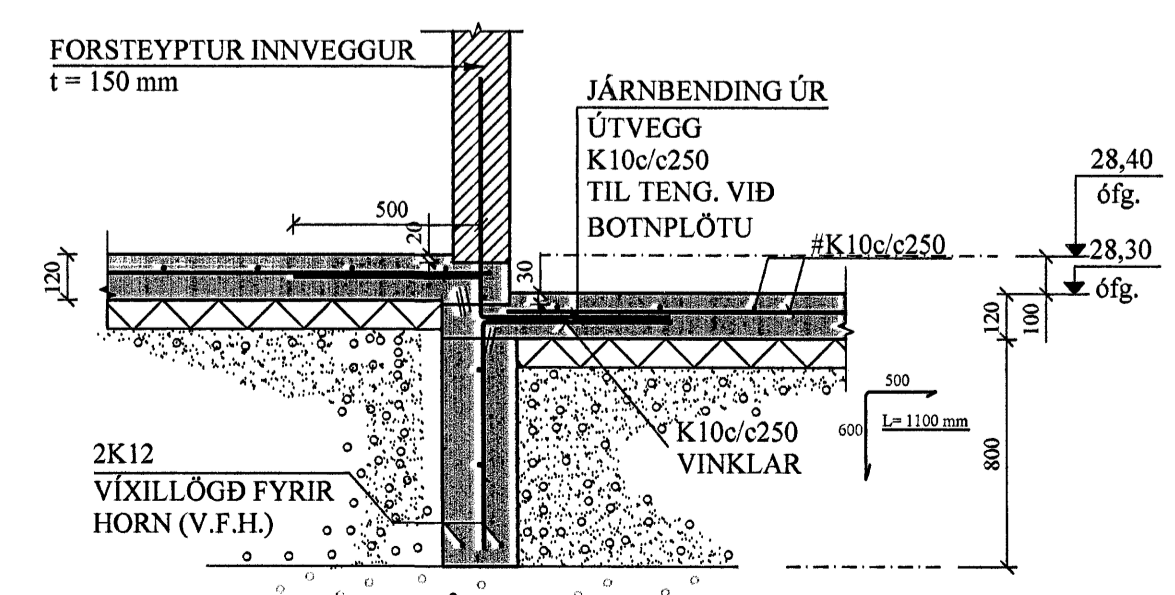 FORSTEYPTUR INNVEGGUR
t = 150 mm
JÁRNBENDING ÚR
ÚTVEGG
K10c/c250
TIL TENG. VIÐ
BOTNPLÖTU
28,40
ófg.
500
20
#K10c/c250
28,30
ófg.
120
30
120
100
500
600
L= 1100 mm
K10c/c250
VINKLAR
800
2K12
VÍXILLÖGÐ FYRIR
HORN (V.F.H.)